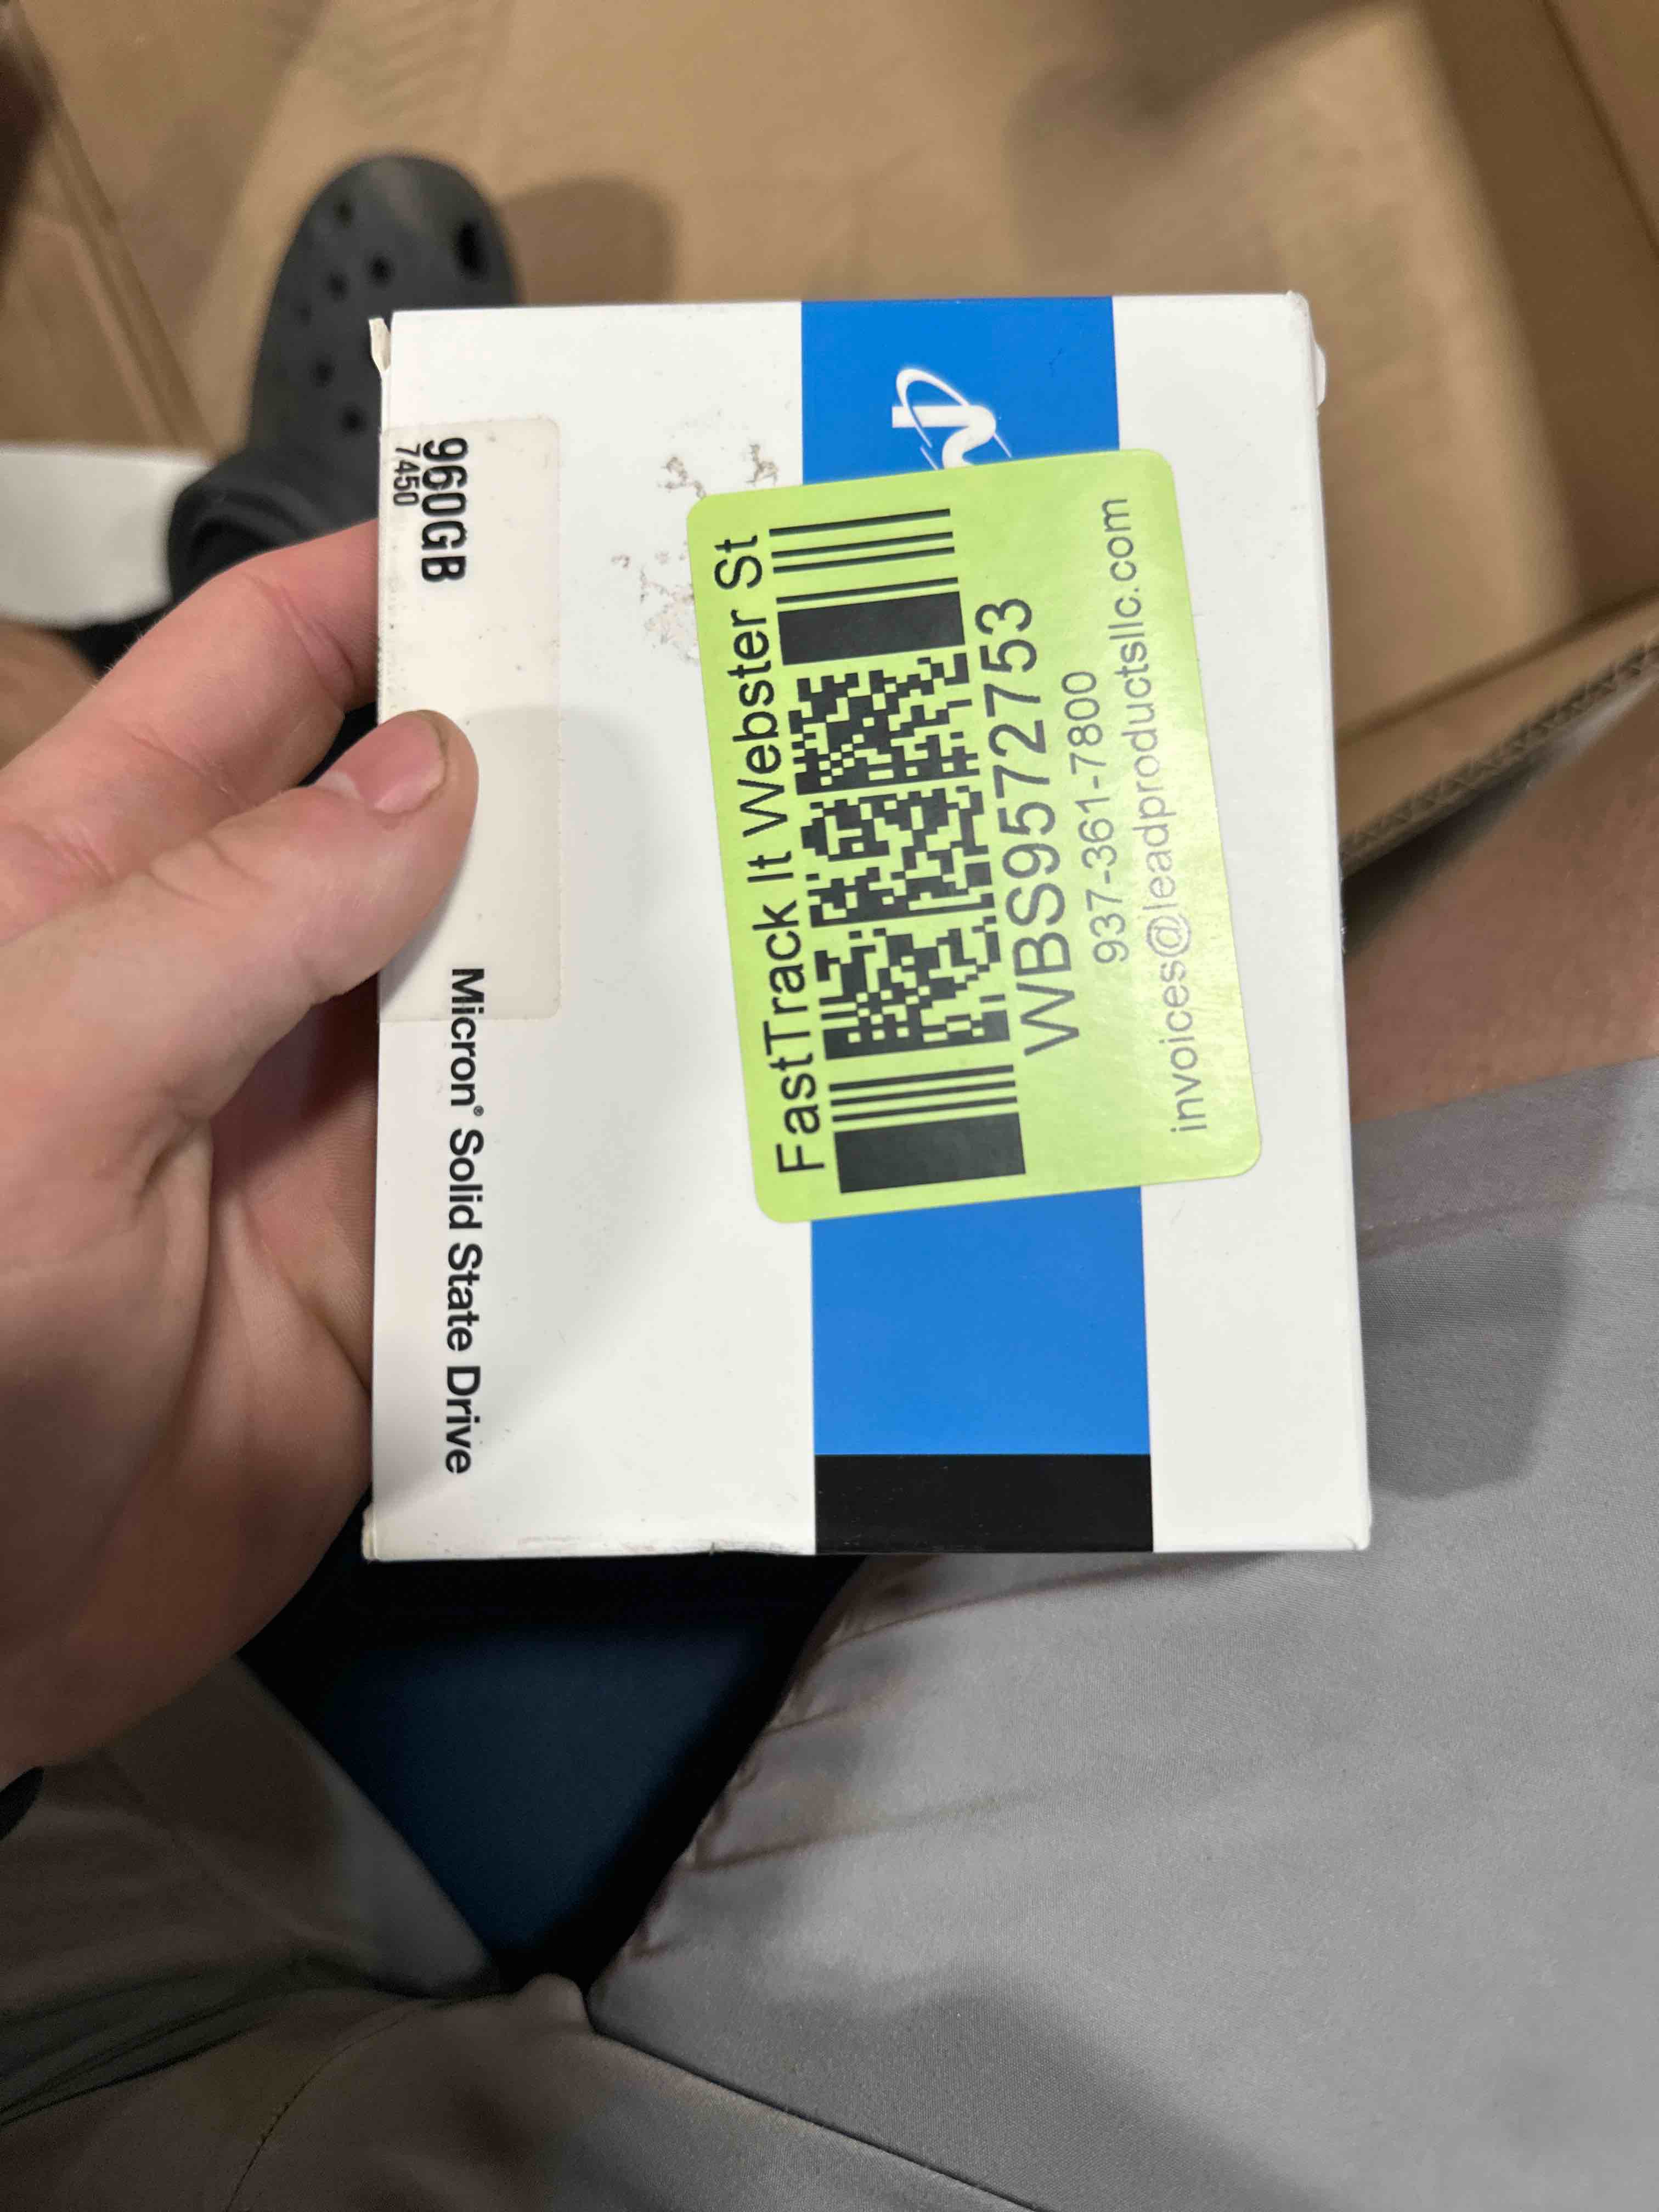 960GB
7450
Micron® Solid State Drive
FastTrack It Webster St
WBS9572753
937-361-7800
invoices@leadproductsllc.com